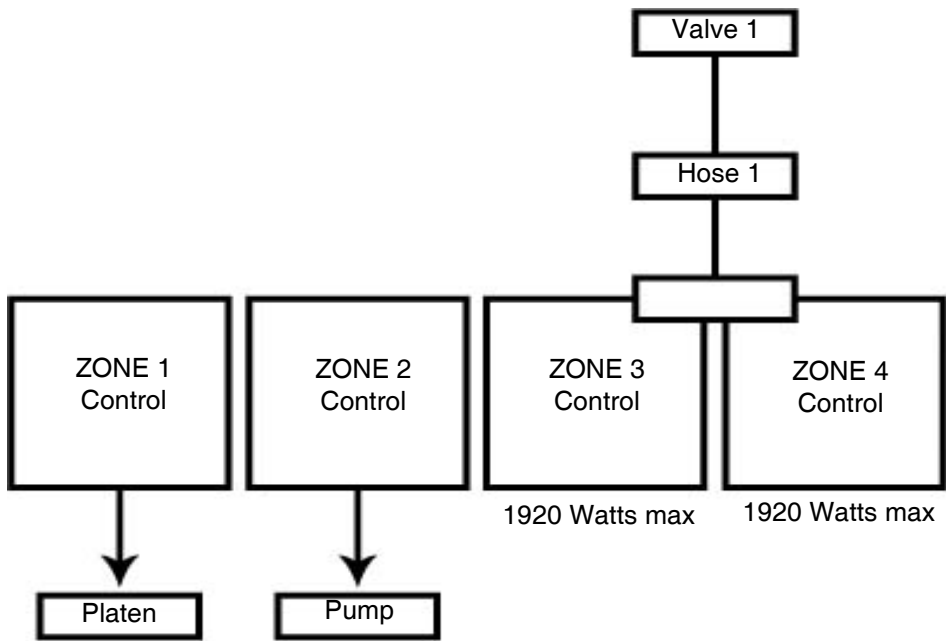 Valve 1
Hose 1
ZONE 1
Control
ZONE 2
Control
ZONE 3
Control
ZONE 4
Control
1920 Watts max
1920 Watts max
Platen
Pump